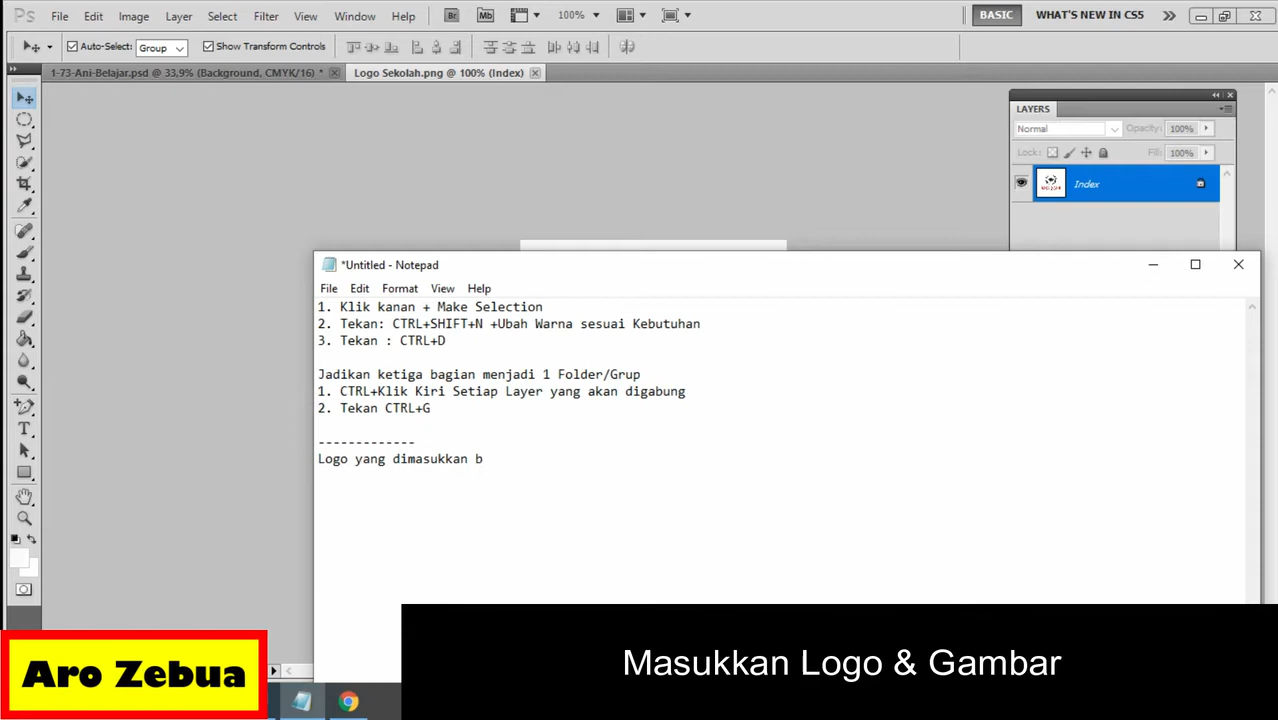 Ps File Edit Image Layer Select Filter View Window Help Br Mb 100% BASIC WHAT'S NEW IN CS5
Auto-Select: Group Show Transform Controls
1-73-Ani-Belajar.psd @ 33,9% (Background, CMYK/16) * Logo Sekolah.png @ 100% (Index)
LAYERS
Normal Opacity: 100%
Lock: Fill: 100%
Index
*Untitled - Notepad
File Edit Format View Help
1. Klik kanan + Make Selection
2. Tekan: CTRL+SHIFT+N +Ubah Warna sesuai Kebutuhan
3. Tekan : CTRL+D
Jadikan ketiga bagian menjadi 1 Folder/Grup
1. CTRL+Klik Kiri Setiap Layer yang akan digabung
2. Tekan CTRL+G
-------------
Logo yang dimasukkan b
Aro Zebua
Masukkan Logo & Gambar